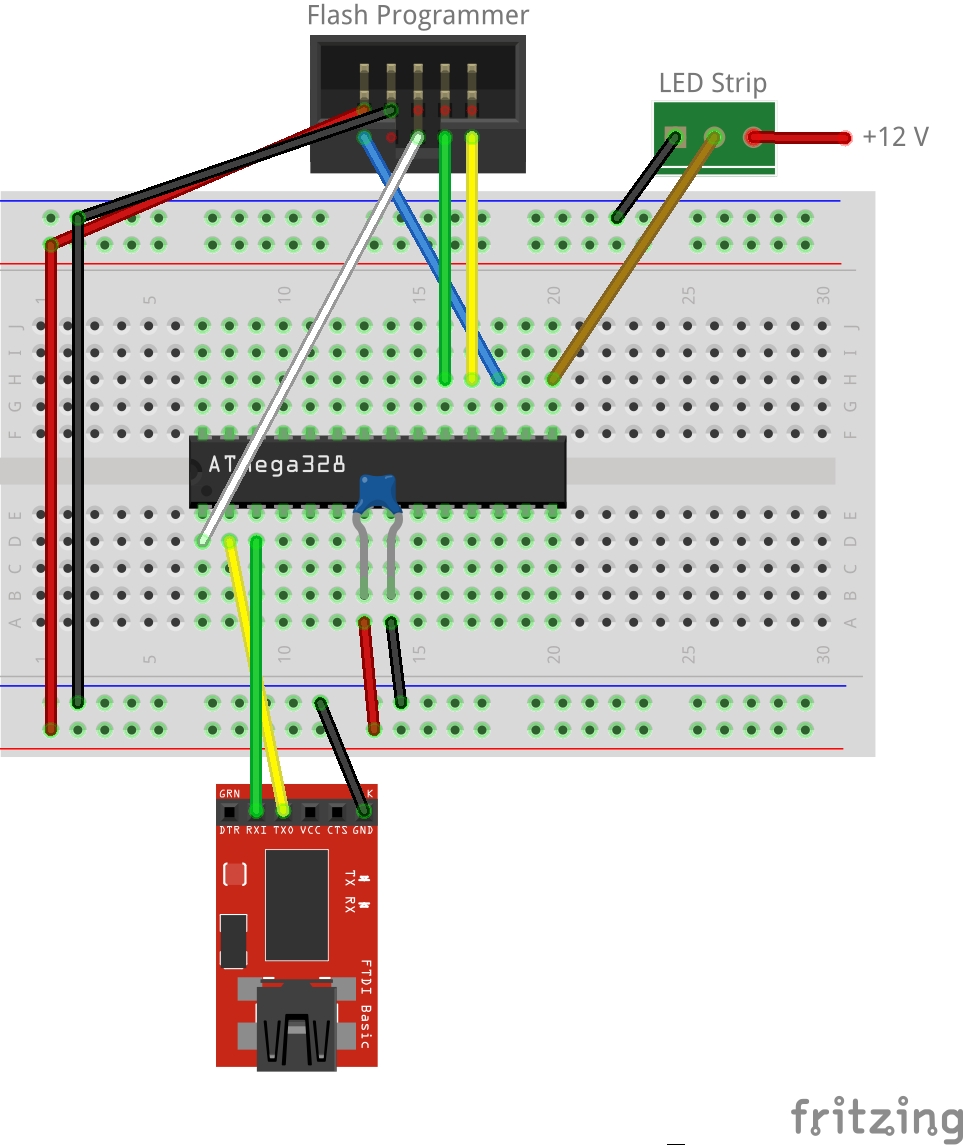 Flash Programmer
LED Strip
+12 V
1 5 10 15 20 25 30
J J
I I
H H
G G
F F
ATmega328
E E
D D
C C
B B
A A
1 5 10 15 20 25 30
GRN K
DTR RXI TXO VCC CTS GND
TX RX
FTDI Basic
fritzing